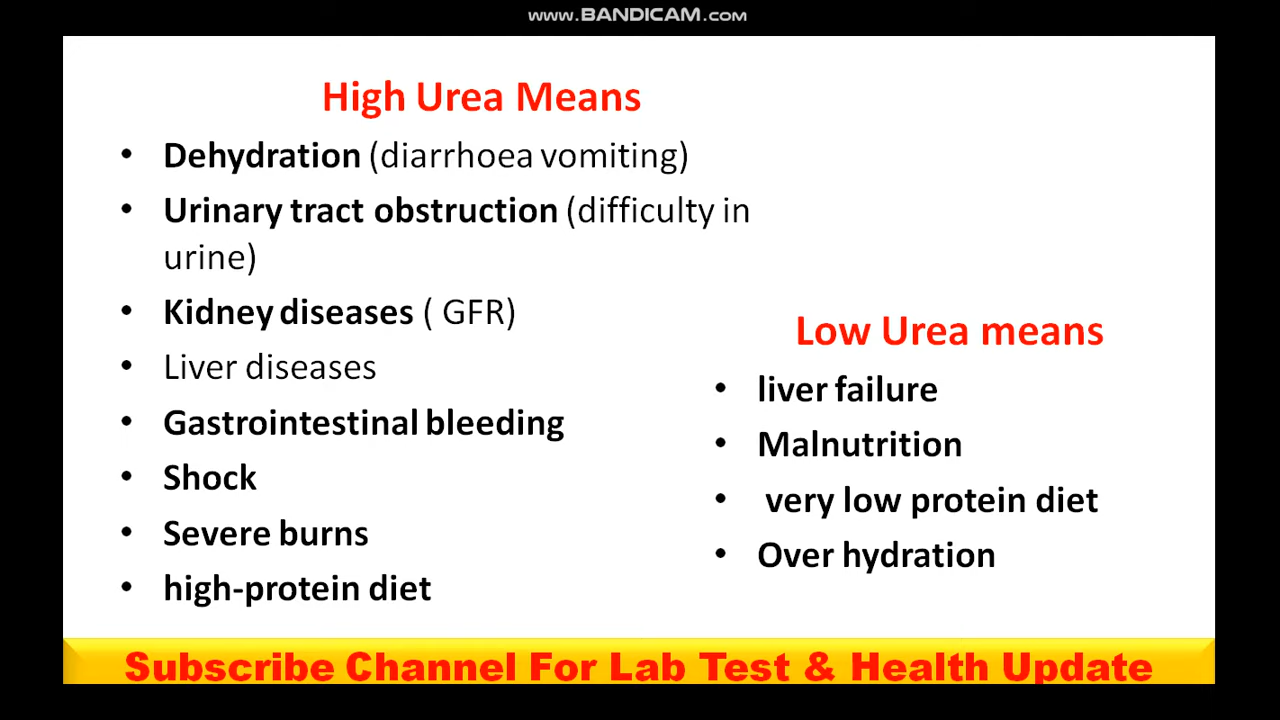 www.BANDICAM.com
High Urea Means
• Dehydration (diarrhoea vomiting)
• Urinary tract obstruction (difficulty in
urine)
• Kidney diseases ( GFR)
• Liver diseases
• Gastrointestinal bleeding
• Shock
• Severe burns
• high-protein diet
Low Urea means
• liver failure
• Malnutrition
• very low protein diet
• Over hydration
Subscribe Channel For Lab Test & Health Update